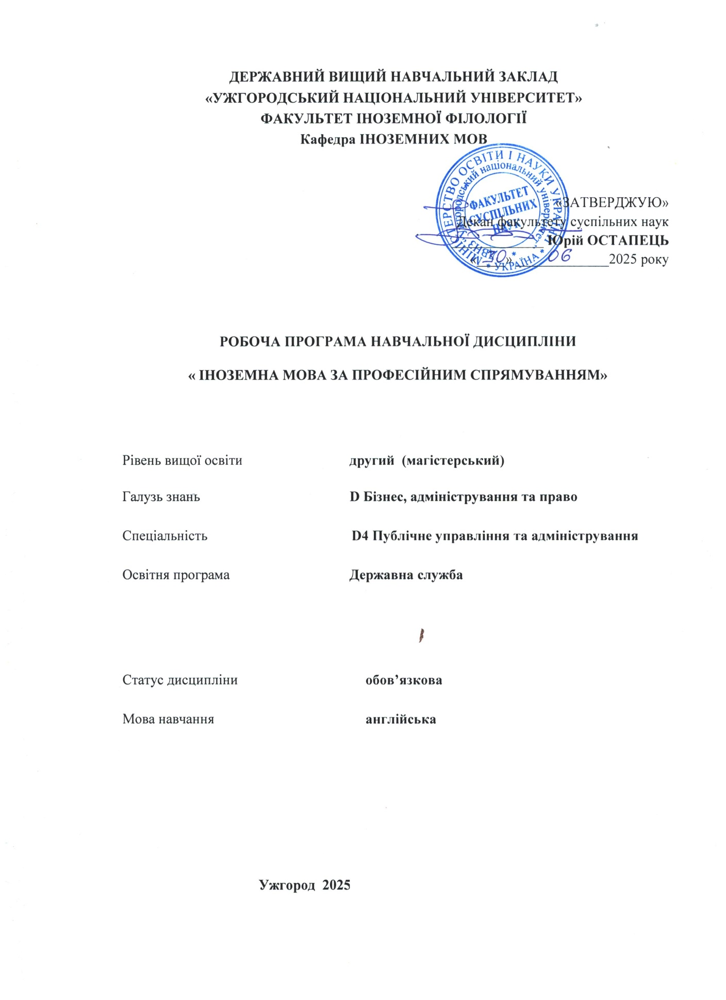 ДЕРЖАВНИЙ ВИЩИЙ НАВЧАЛЬНИЙ ЗАКЛАД
«УЖГОРОДСЬКИЙ НАЦІОНАЛЬНИЙ УНІВЕРСИТЕТ»
ФАКУЛЬТЕТ ІНОЗЕМНОЇ ФІЛОЛОГІЇ
Кафедра ІНОЗЕМНИХ МОВ
МІНІСТЕРСТВО ОСВІТИ І НАУКИ УКРАЇНИ * УКРАЇНА *
ДВНЗ „Ужгородський національний університет“ *
ФАКУЛЬТЕТ
СУСПІЛЬНИХ
НАУК
«ЗАТВЕРДЖУЮ»
Декан факультету суспільних наук
Юрій ОСТАПЕЦЬ
«30» 06 2025 року
РОБОЧА ПРОГРАМА НАВЧАЛЬНОЇ ДИСЦИПЛІНИ
« ІНОЗЕМНА МОВА ЗА ПРОФЕСІЙНИМ СПРЯМУВАННЯМ»
Рівень вищої освіти другий (магістерський)
Галузь знань D Бізнес, адміністрування та право
Спеціальність D4 Публічне управління та адміністрування
Освітня програма Державна служба
Статус дисципліни обов’язкова
Мова навчання англійська
Ужгород 2025